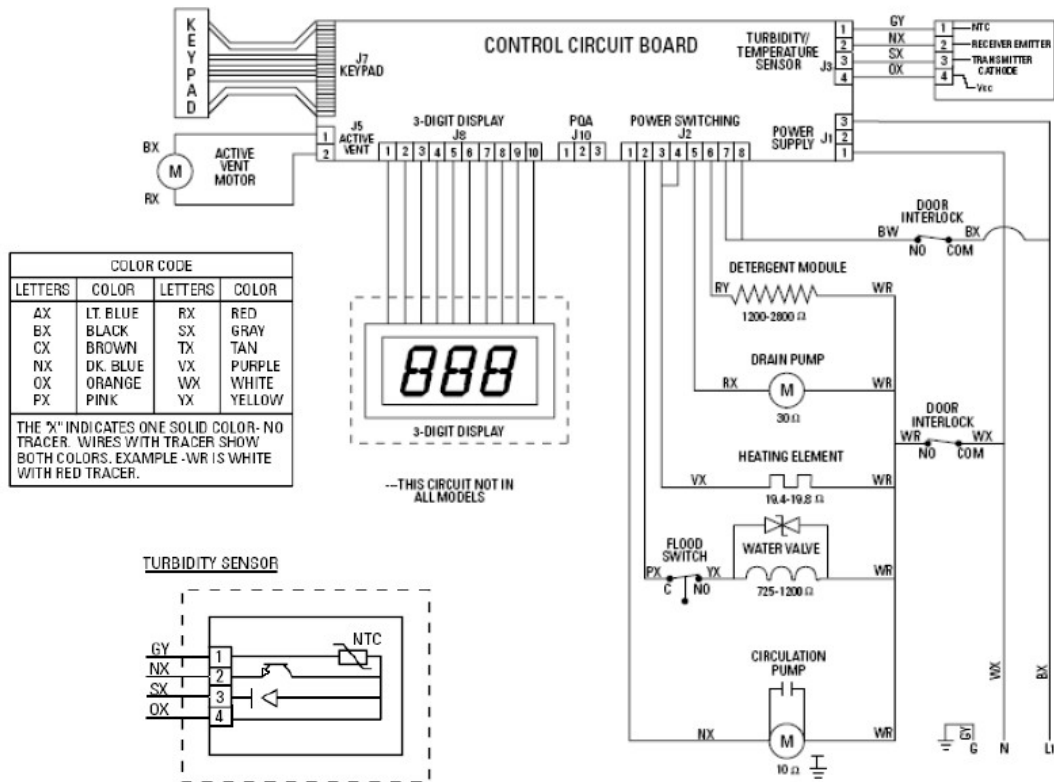 KEYPAD
J7
KEYPAD
CONTROL CIRCUIT BOARD
TURBIDITY/
TEMPERATURE
SENSOR
J3
1
2
3
4
GY
NX
SX
OX
1
2
3
4
NTC
RECEIVER EMITTER
TRANSMITTER
CATHODE
Vcc
J5
ACTIVE
VENT
1
2
BX
M
RX
ACTIVE
VENT
MOTOR
3-DIGIT DISPLAY
J8
1 2 3 4 5 6 7 8 9 10
PQA
J10
1 2 3
POWER SWITCHING
J2
1 2 3 4 5 6 7 8
POWER
SUPPLY
J1
3
2
1
DOOR
INTERLOCK
BW NO COM BX
DETERGENT MODULE
RY WR
1200-2800 Ω
DRAIN PUMP
RX M WR
30 Ω
DOOR
INTERLOCK
WR NO COM WX
HEATING ELEMENT
VX WR
19.4-19.8 Ω
FLOOD
SWITCH
PX C NO YX
WATER VALVE
725-1200 Ω
WR
CIRCULATION
PUMP
NX M WR
10 Ω
WX
BX
GY
G N L1
COLOR CODE
LETTERS COLOR LETTERS COLOR
AX LT. BLUE RX RED
BX BLACK SX GRAY
CX BROWN TX TAN
NX DK. BLUE VX PURPLE
OX ORANGE WX WHITE
PX PINK YX YELLOW
THE "X" INDICATES ONE SOLID COLOR- NO
TRACER. WIRES WITH TRACER SHOW
BOTH COLORS. EXAMPLE -WR IS WHITE
WITH RED TRACER.
888
3-DIGIT DISPLAY
---THIS CIRCUIT NOT IN
ALL MODELS
TURBIDITY SENSOR
GY 1 NTC
NX 2
SX 3
OX 4